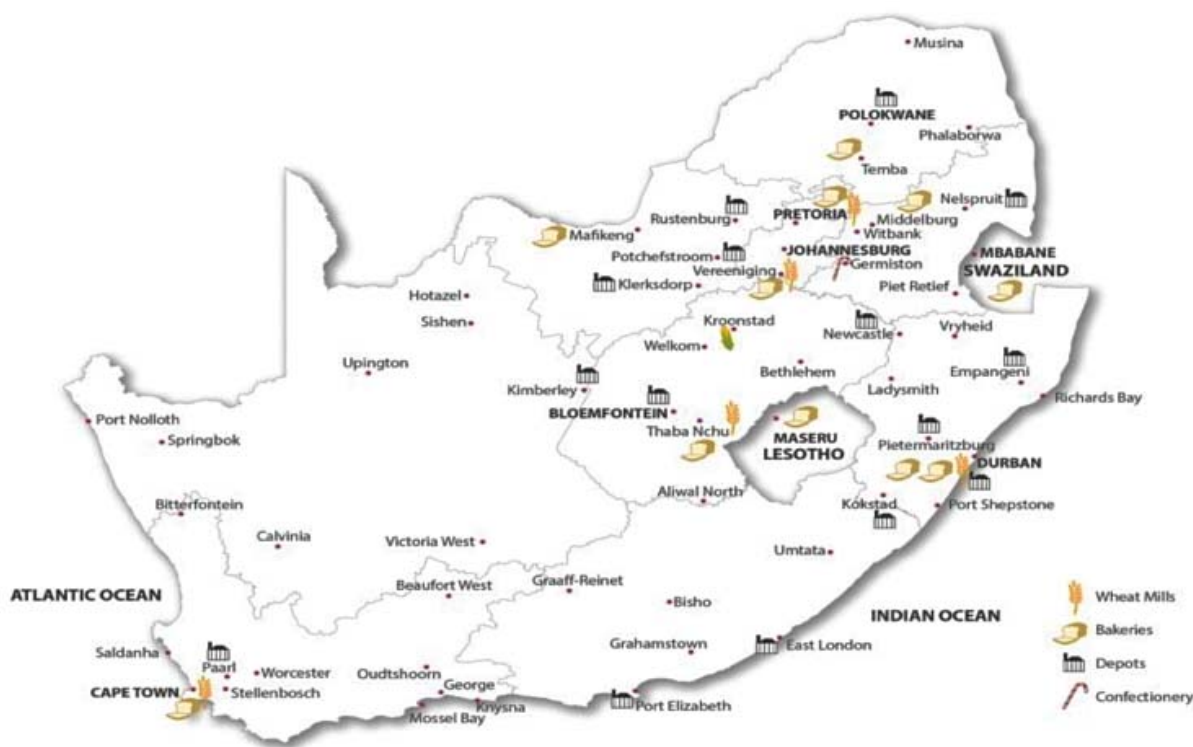 Musina
POLOKWANE
Phalaborwa
Temba
Nelspruit
Rustenburg
PRETORIA
Middelburg
Mafikeng
Witbank
JOHANNESBURG
MBABANE
Potchefstroom
Germiston
SWAZILAND
Vereeniging
Klerksdorp
Piet Retief
Hotazel
Kroonstad
Sishen
Newcastle
Vryheid
Welkom
Upington
Bethlehem
Empangeni
Kimberley
Ladysmith
Richards Bay
BLOEMFONTEIN
Port Nolloth
Thaba Nchu
MASERU
LESOTHO
Springbok
Pietermaritzburg
DURBAN
Aliwal North
Bitterfontein
Kokstad
Port Shepstone
Calvinia
Victoria West
Umtata
Beaufort West
Graaff-Reinet
ATLANTIC OCEAN
Bisho
INDIAN OCEAN
Wheat Mills
Bakeries
Grahamstown
East London
Saldanha
Depots
Paarl
Worcester
Oudtshoorn
CAPE TOWN
Stellenbosch
George
Confectionery
Knysna
Port Elizabeth
Mossel Bay